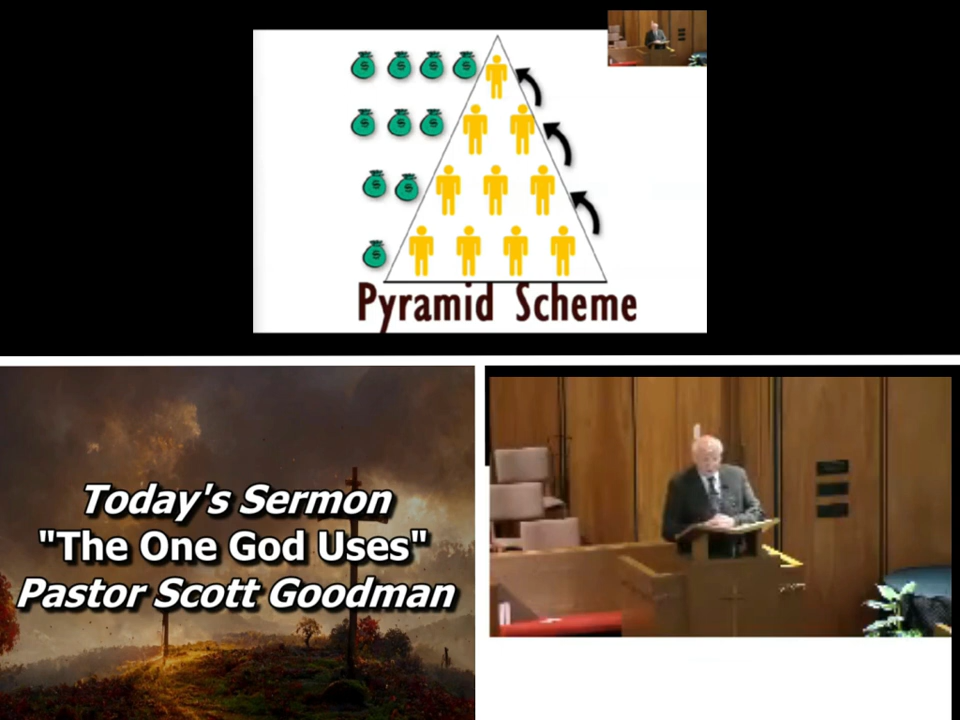 $ $ $ $
$ $ $
$ $
$
Pyramid Scheme
Today's Sermon
"The One God Uses"
Pastor Scott Goodman